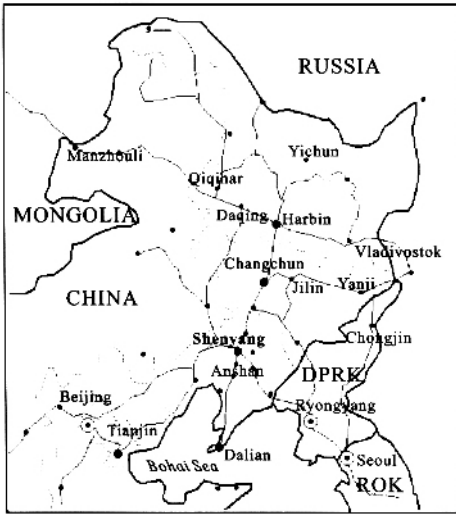 RUSSIA
Manzhouli
Yichun
Qiqihar
MONGOLIA
Daqing
Harbin
Vladivostok
Changchun
Jilin
Yanji
CHINA
Shenyang
Chongjin
Anshan
DPRK
Beijing
Ryongyang
Tianjin
Bohai Sea
Dalian
Seoul
ROK